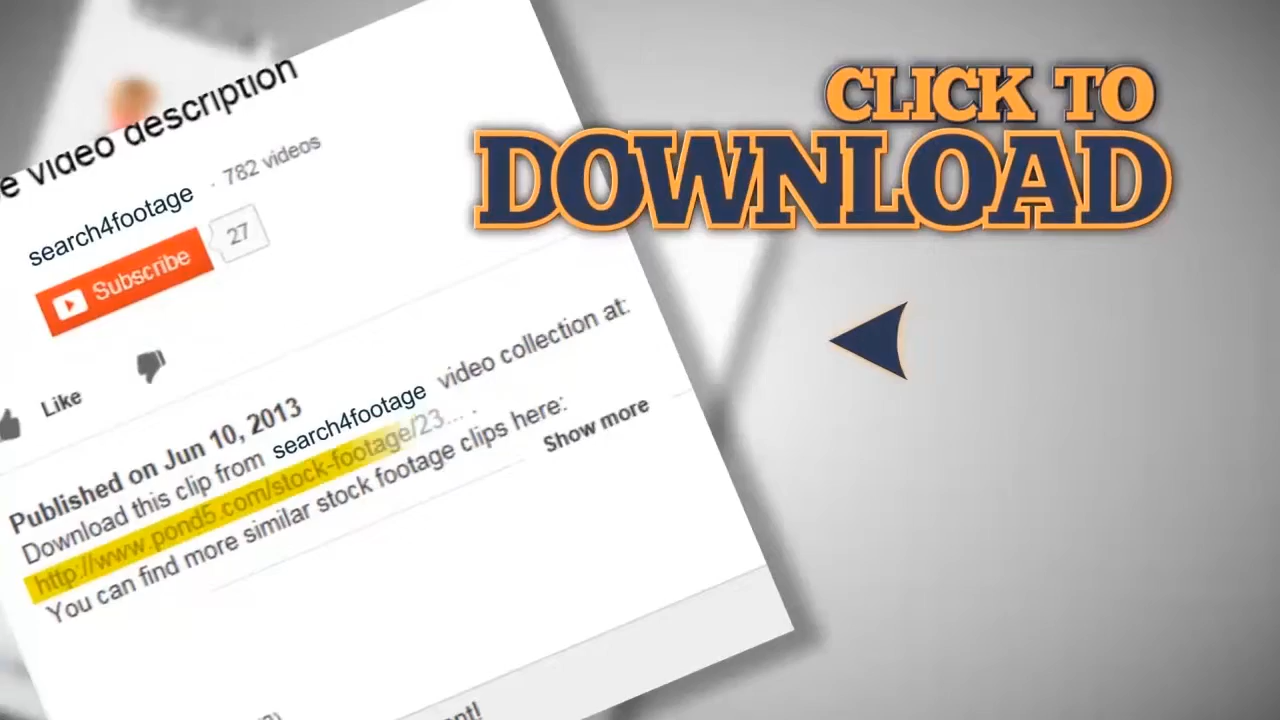 CLICK TO
DOWNLOAD
e video description
search4footage · 782 videos
Subscribe 27
Like
Published on Jun 10, 2013
Download this clip from search4footage video collection at:
http://www.pond5.com/stock-footage/23... .
You can find more similar stock footage clips here:
Show more